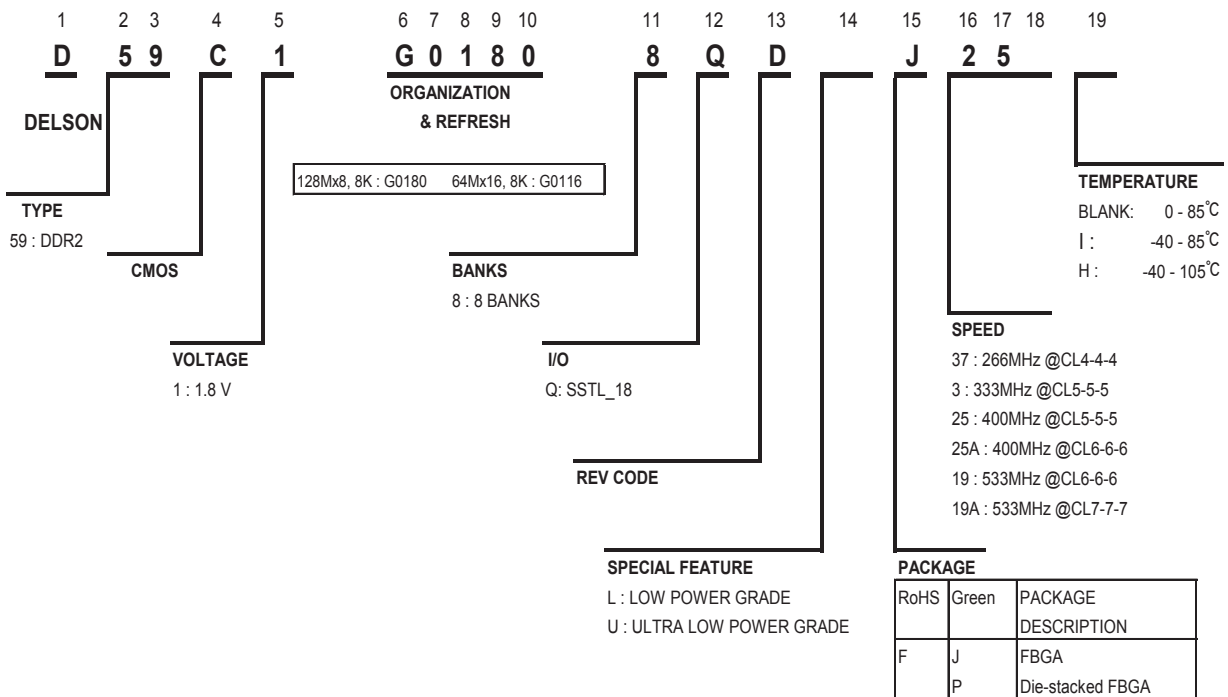 1 2 3 4 5 6 7 8 9 10 11 12 13 14 15 16 17 18 19
D 5 9 C 1 G 0 1 8 0 8 Q D J 2 5
DELSON
ORGANIZATION
& REFRESH
128Mx8, 8K : G0180 64Mx16, 8K : G0116
TYPE
59 : DDR2
CMOS
VOLTAGE
1 : 1.8 V
BANKS
8 : 8 BANKS
I/O
Q: SSTL_18
REV CODE
SPECIAL FEATURE
L : LOW POWER GRADE
U : ULTRA LOW POWER GRADE
TEMPERATURE
BLANK: 0 - 85°C
I : -40 - 85°C
H : -40 - 105°C
SPEED
37 : 266MHz @CL4-4-4
3 : 333MHz @CL5-5-5
25 : 400MHz @CL5-5-5
25A : 400MHz @CL6-6-6
19 : 533MHz @CL6-6-6
19A : 533MHz @CL7-7-7
PACKAGE
RoHS Green PACKAGE
DESCRIPTION
F J FBGA
P Die-stacked FBGA